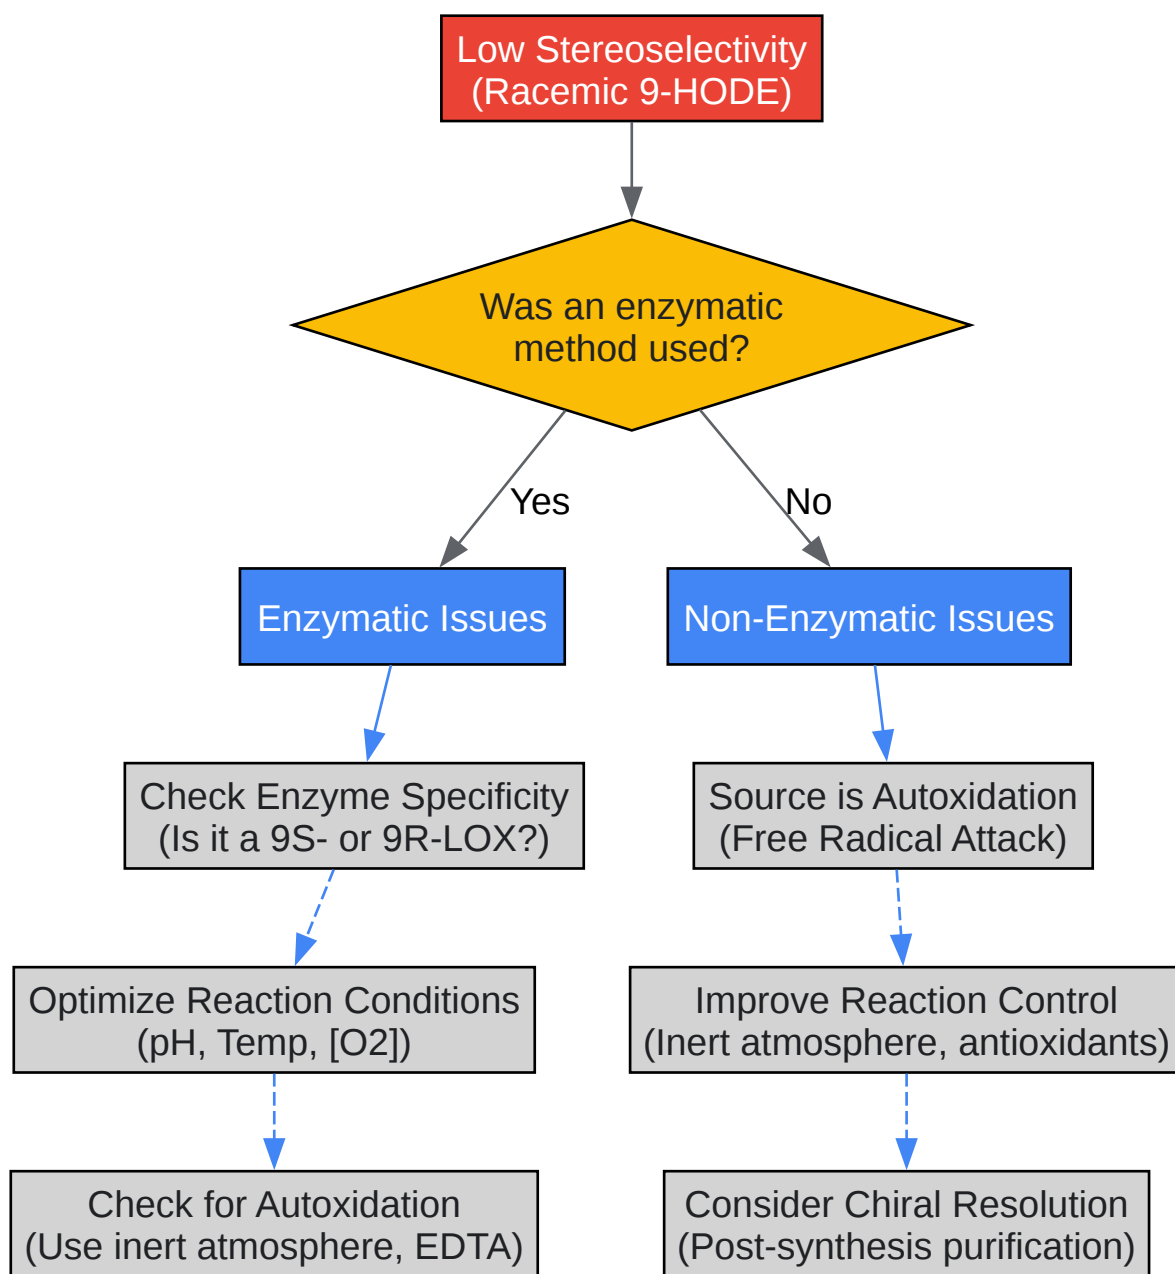 Low Stereoselectivity
(Racemic 9-HODE)
Was an enzymatic
method used?
Yes
No
Enzymatic Issues
Non-Enzymatic Issues
Check Enzyme Specificity
(Is it a 9S- or 9R-LOX?)
Source is Autoxidation
(Free Radical Attack)
Optimize Reaction Conditions
(pH, Temp, [O2])
Improve Reaction Control
(Inert atmosphere, antioxidants)
Check for Autoxidation
(Use inert atmosphere, EDTA)
Consider Chiral Resolution
(Post-synthesis purification)